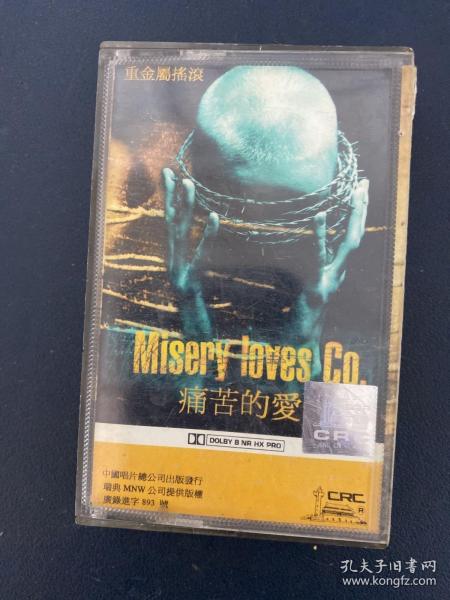 重金屬搖滾
Misery loves Co.
痛苦的愛
CR
DOLBY B NR HX PRO
中國唱片總公司出版發行
瑞典 MNW 公司提供版權
廣錄進字 893 號
CRC
R
孔夫子旧书网
www.kongfz.com